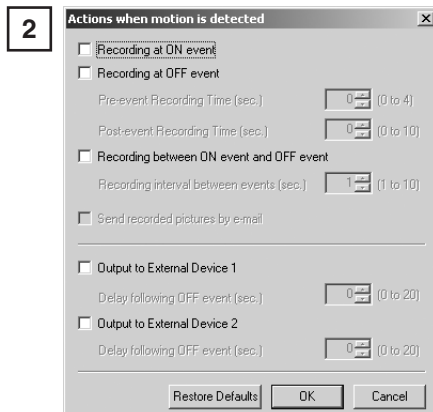 2
Actions when motion is detected
Recording at ON event
Recording at OFF event
Pre-event Recording Time (sec.) 0 (0 to 4)
Post-event Recording Time (sec.) 0 (0 to 10)
Recording between ON event and OFF event
Recording interval between events (sec.) 1 (1 to 10)
Send recorded pictures by e-mail
Output to External Device 1
Delay following OFF event (sec.) 0 (0 to 20)
Output to External Device 2
Delay following OFF event (sec.) 0 (0 to 20)
Restore Defaults OK Cancel